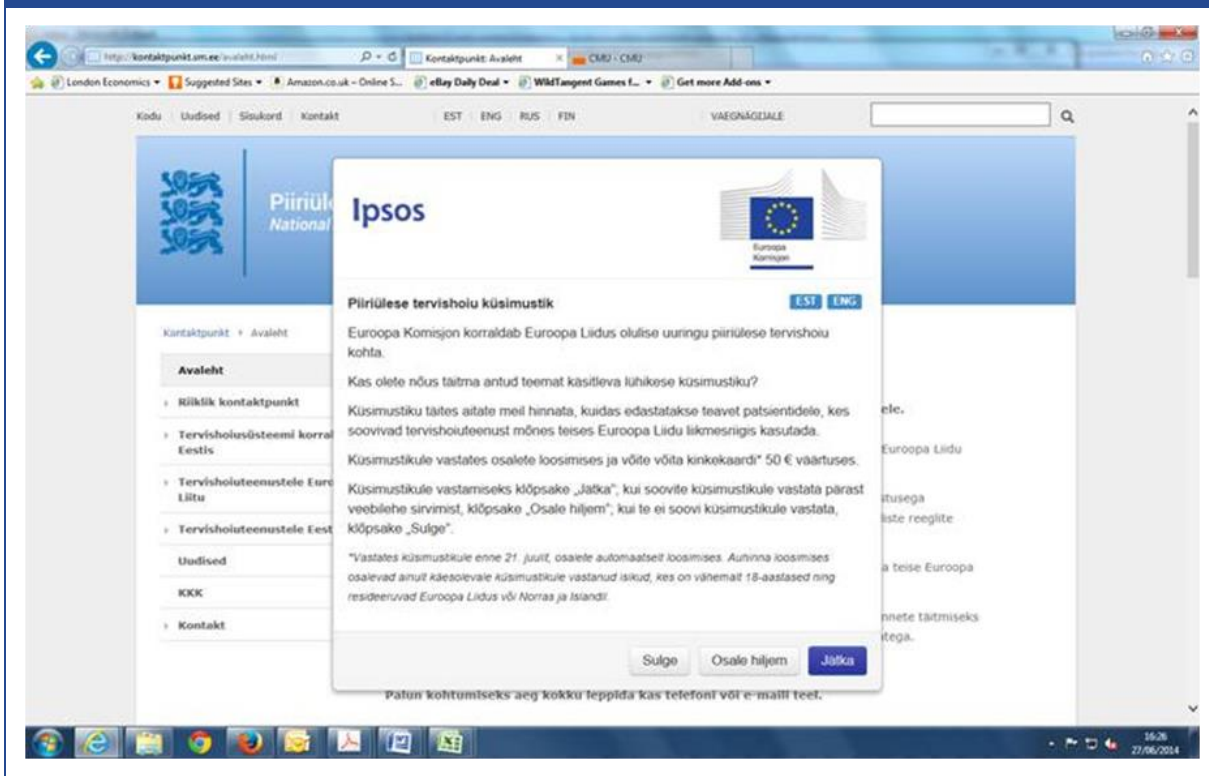 http://kontaktpunkt.sm.ee/avaleht.html
Kontaktpunkt: Avaleht
CMU - CMU
London Economics
Suggested Sites
Amazon.co.uk – Online S...
eBay Daily Deal
WildTangent Games f...
Get more Add-ons
Kodu
Uudised
Sisukord
Kontakt
EST
ENG
RUS
FIN
VAEGNÄGIJALE
Piiriüle
National
Ipsos
Euroopa
Komisjon
Piiriülese tervishoiu küsimustik
EST
ENG
Euroopa Komisjon korraldab Euroopa Liidus olulise uuringu piiriülese tervishoiu
kohta.
Kas olete nõus täitma antud teemat käsitleva lühikese küsimustiku?
Küsimustiku täites aitate meil hinnata, kuidas edastatakse teavet patsientidele, kes
soovivad tervishoiuteenust mõnes teises Euroopa Liidu liikmesriigis kasutada.
Küsimustikule vastates osalete loosimises ja võite võita kinkekaardi* 50 € väärtuses.
Küsimustikule vastamiseks klõpsake „Jätka"; kui soovite küsimustikule vastata pärast
veebilehe sirvimist, klõpsake „Osale hiljem"; kui te ei soovi küsimustikule vastata,
klõpsake „Sulge".
*Vastates küsimustikule enne 21. juulit, osalete automaatselt loosimises. Auhinna loosimises
osalevad ainult käesolevale küsimustikule vastanud isikud, kes on vähemalt 18-aastased ning
resideeruvad Euroopa Liidus või Norras ja Islandil.
Sulge
Osale hiljem
Jätka
Kontaktpunkt
Avaleht
Avaleht
Riiklik kontaktpunkt
Tervishoiusüsteemi korral
Eestis
Tervishoiuteenustele Euro
Liitu
Tervishoiuteenustele Eest
Uudised
KKK
Kontakt
ele.
Euroopa Liidu
itusega
liste reeglite
a teise Euroopa
nnete täitmiseks
itega.
Palun kohtumiseks aeg kokku leppida kas telefoni või e-maili teel.
16:26
27/06/2014